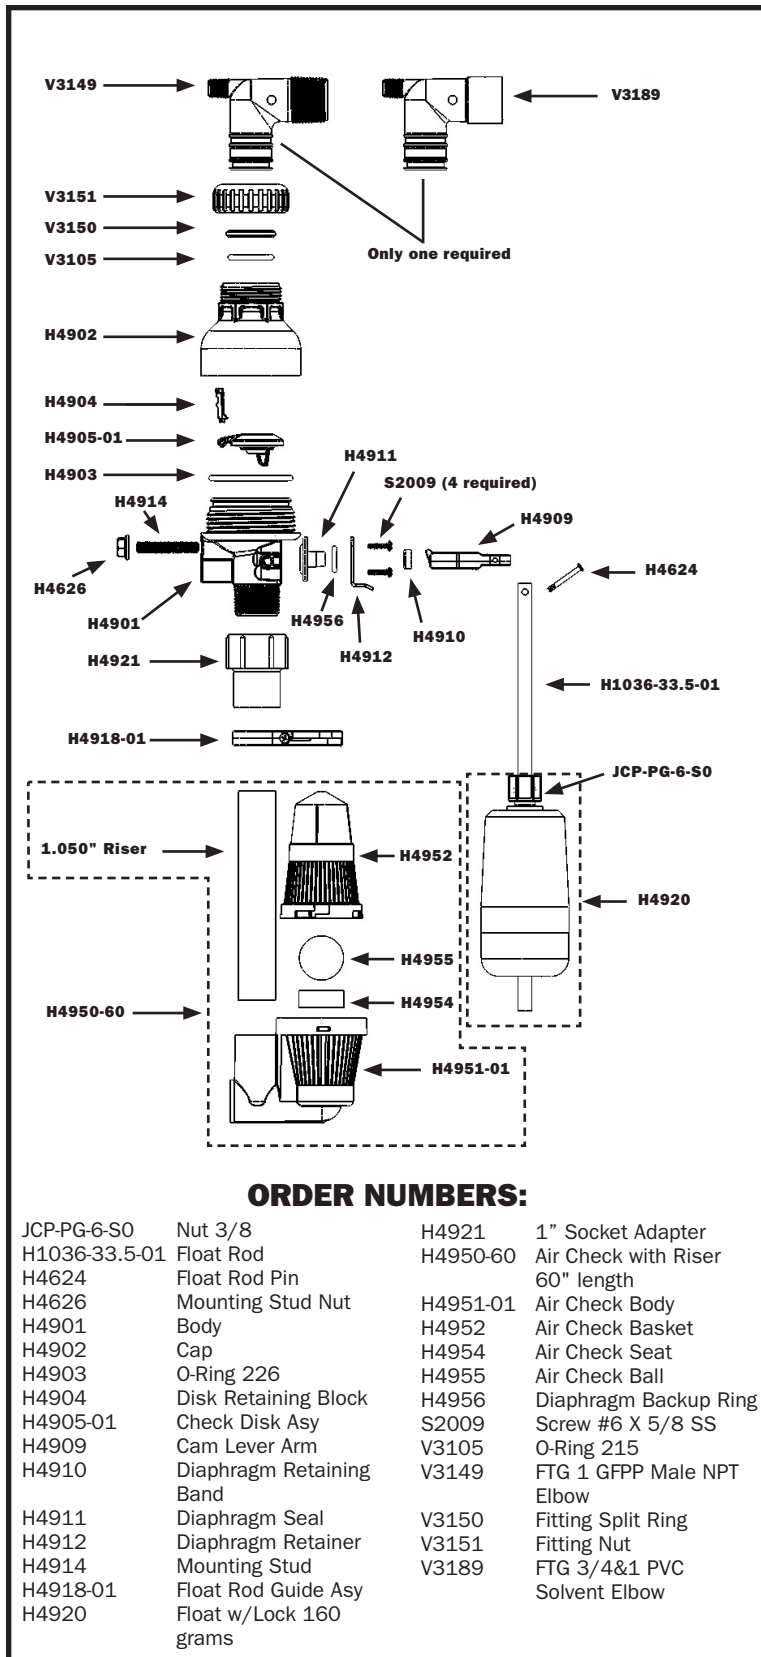 V3149
V3189
V3151
V3150
V3105
Only one required
H4902
H4904
H4905-01
H4903
H4911
S2009 (4 required)
H4914
H4909
H4626
H4624
H4901
H4956
H4910
H4912
H4921
H1036-33.5-01
H4918-01
JCP-PG-6-S0
1.050" Riser
H4952
H4920
H4955
H4954
H4950-60
H4951-01
ORDER NUMBERS:
JCP-PG-6-S0 Nut 3/8
H1036-33.5-01 Float Rod
H4624 Float Rod Pin
H4626 Mounting Stud Nut
H4901 Body
H4902 Cap
H4903 O-Ring 226
H4904 Disk Retaining Block
H4905-01 Check Disk Asy
H4909 Cam Lever Arm
H4910 Diaphragm Retaining
Band
H4911 Diaphragm Seal
H4912 Diaphragm Retainer
H4914 Mounting Stud
H4918-01 Float Rod Guide Asy
H4920 Float w/Lock 160
grams
H4921 1” Socket Adapter
H4950-60 Air Check with Riser
60" length
H4951-01 Air Check Body
H4952 Air Check Basket
H4954 Air Check Seat
H4955 Air Check Ball
H4956 Diaphragm Backup Ring
S2009 Screw #6 X 5/8 SS
V3105 O-Ring 215
V3149 FTG 1 GFPP Male NPT
Elbow
V3150 Fitting Split Ring
V3151 Fitting Nut
V3189 FTG 3/4&1 PVC
Solvent Elbow